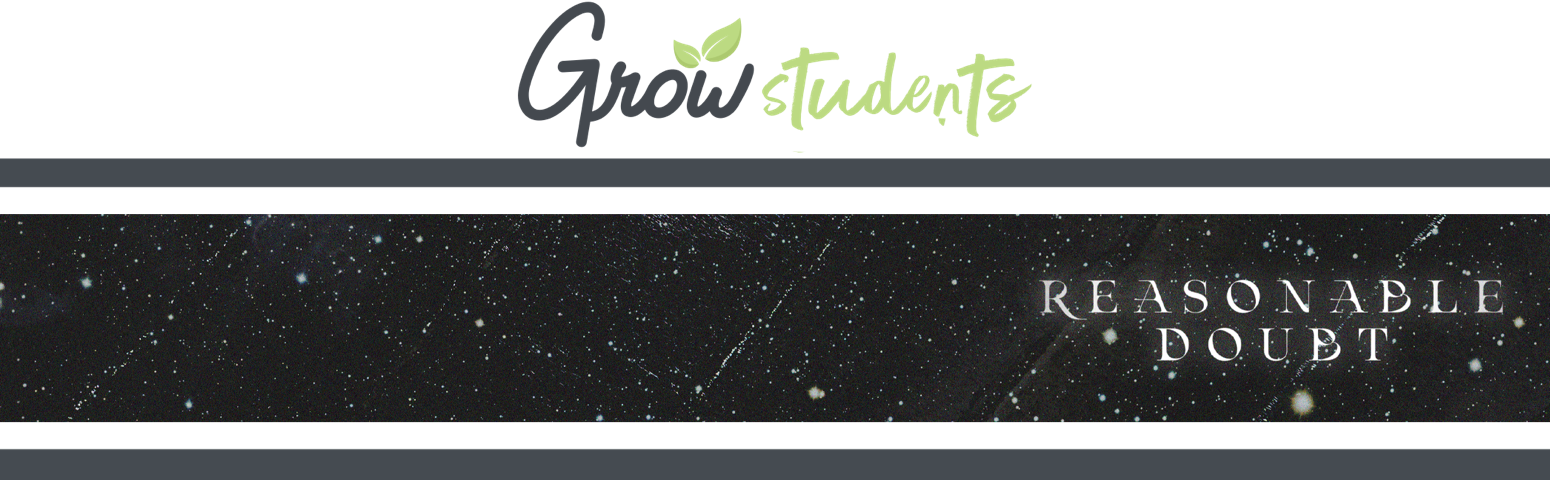 Grow students
REASONABLE
DOUBT